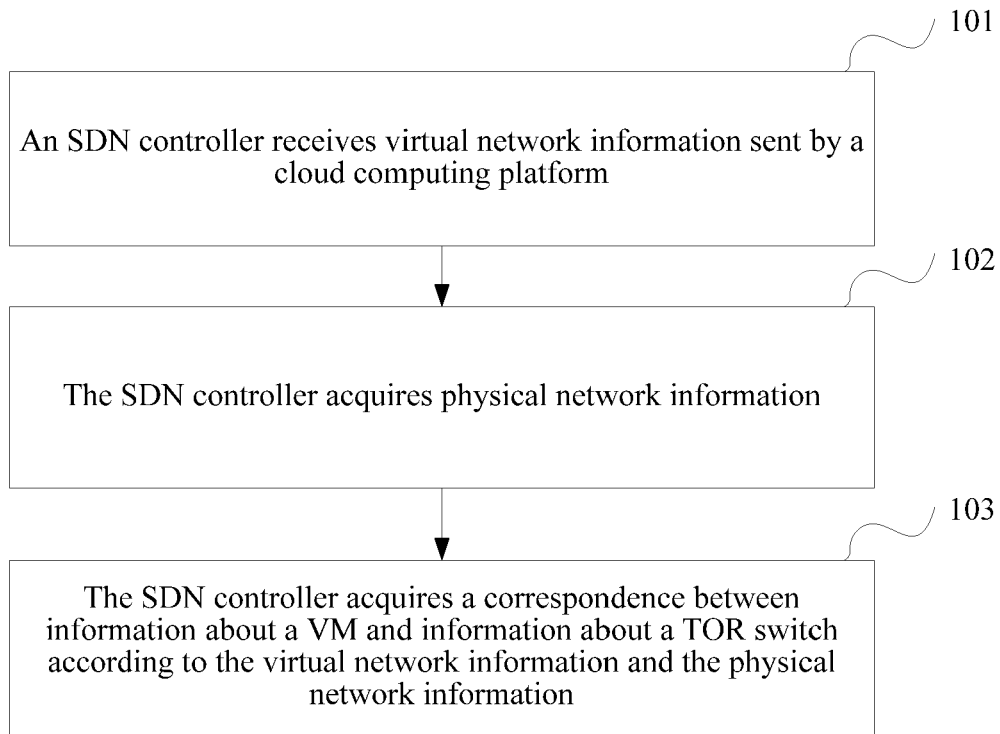 101
An SDN controller receives virtual network information sent by a
cloud computing platform
102
The SDN controller acquires physical network information
103
The SDN controller acquires a correspondence between
information about a VM and information about a TOR switch
according to the virtual network information and the physical
network information